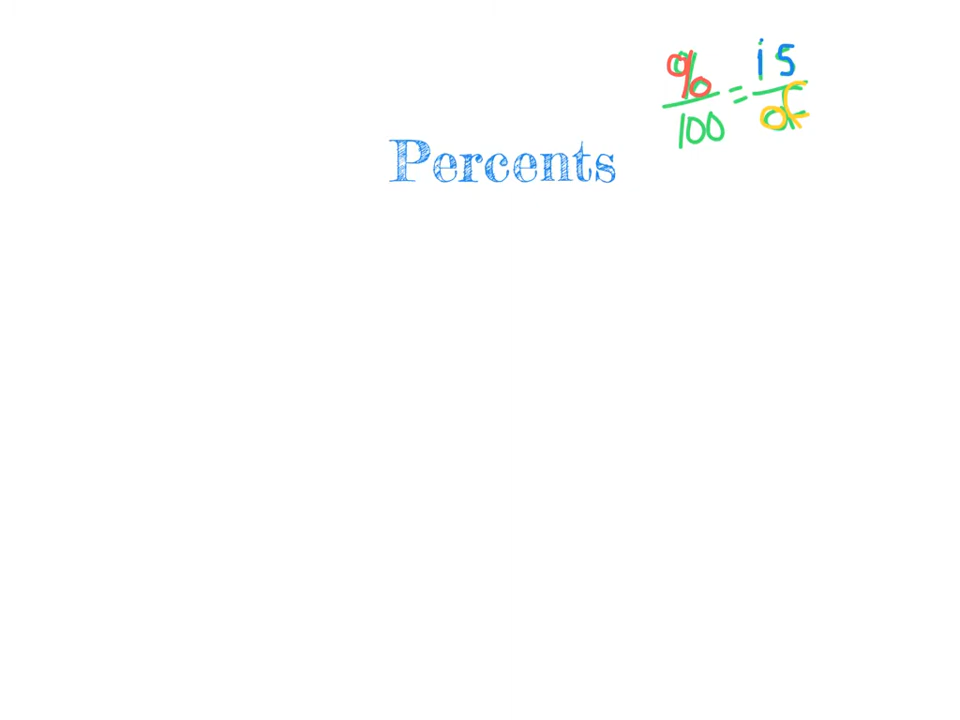 % / 100 = is / of
Percents